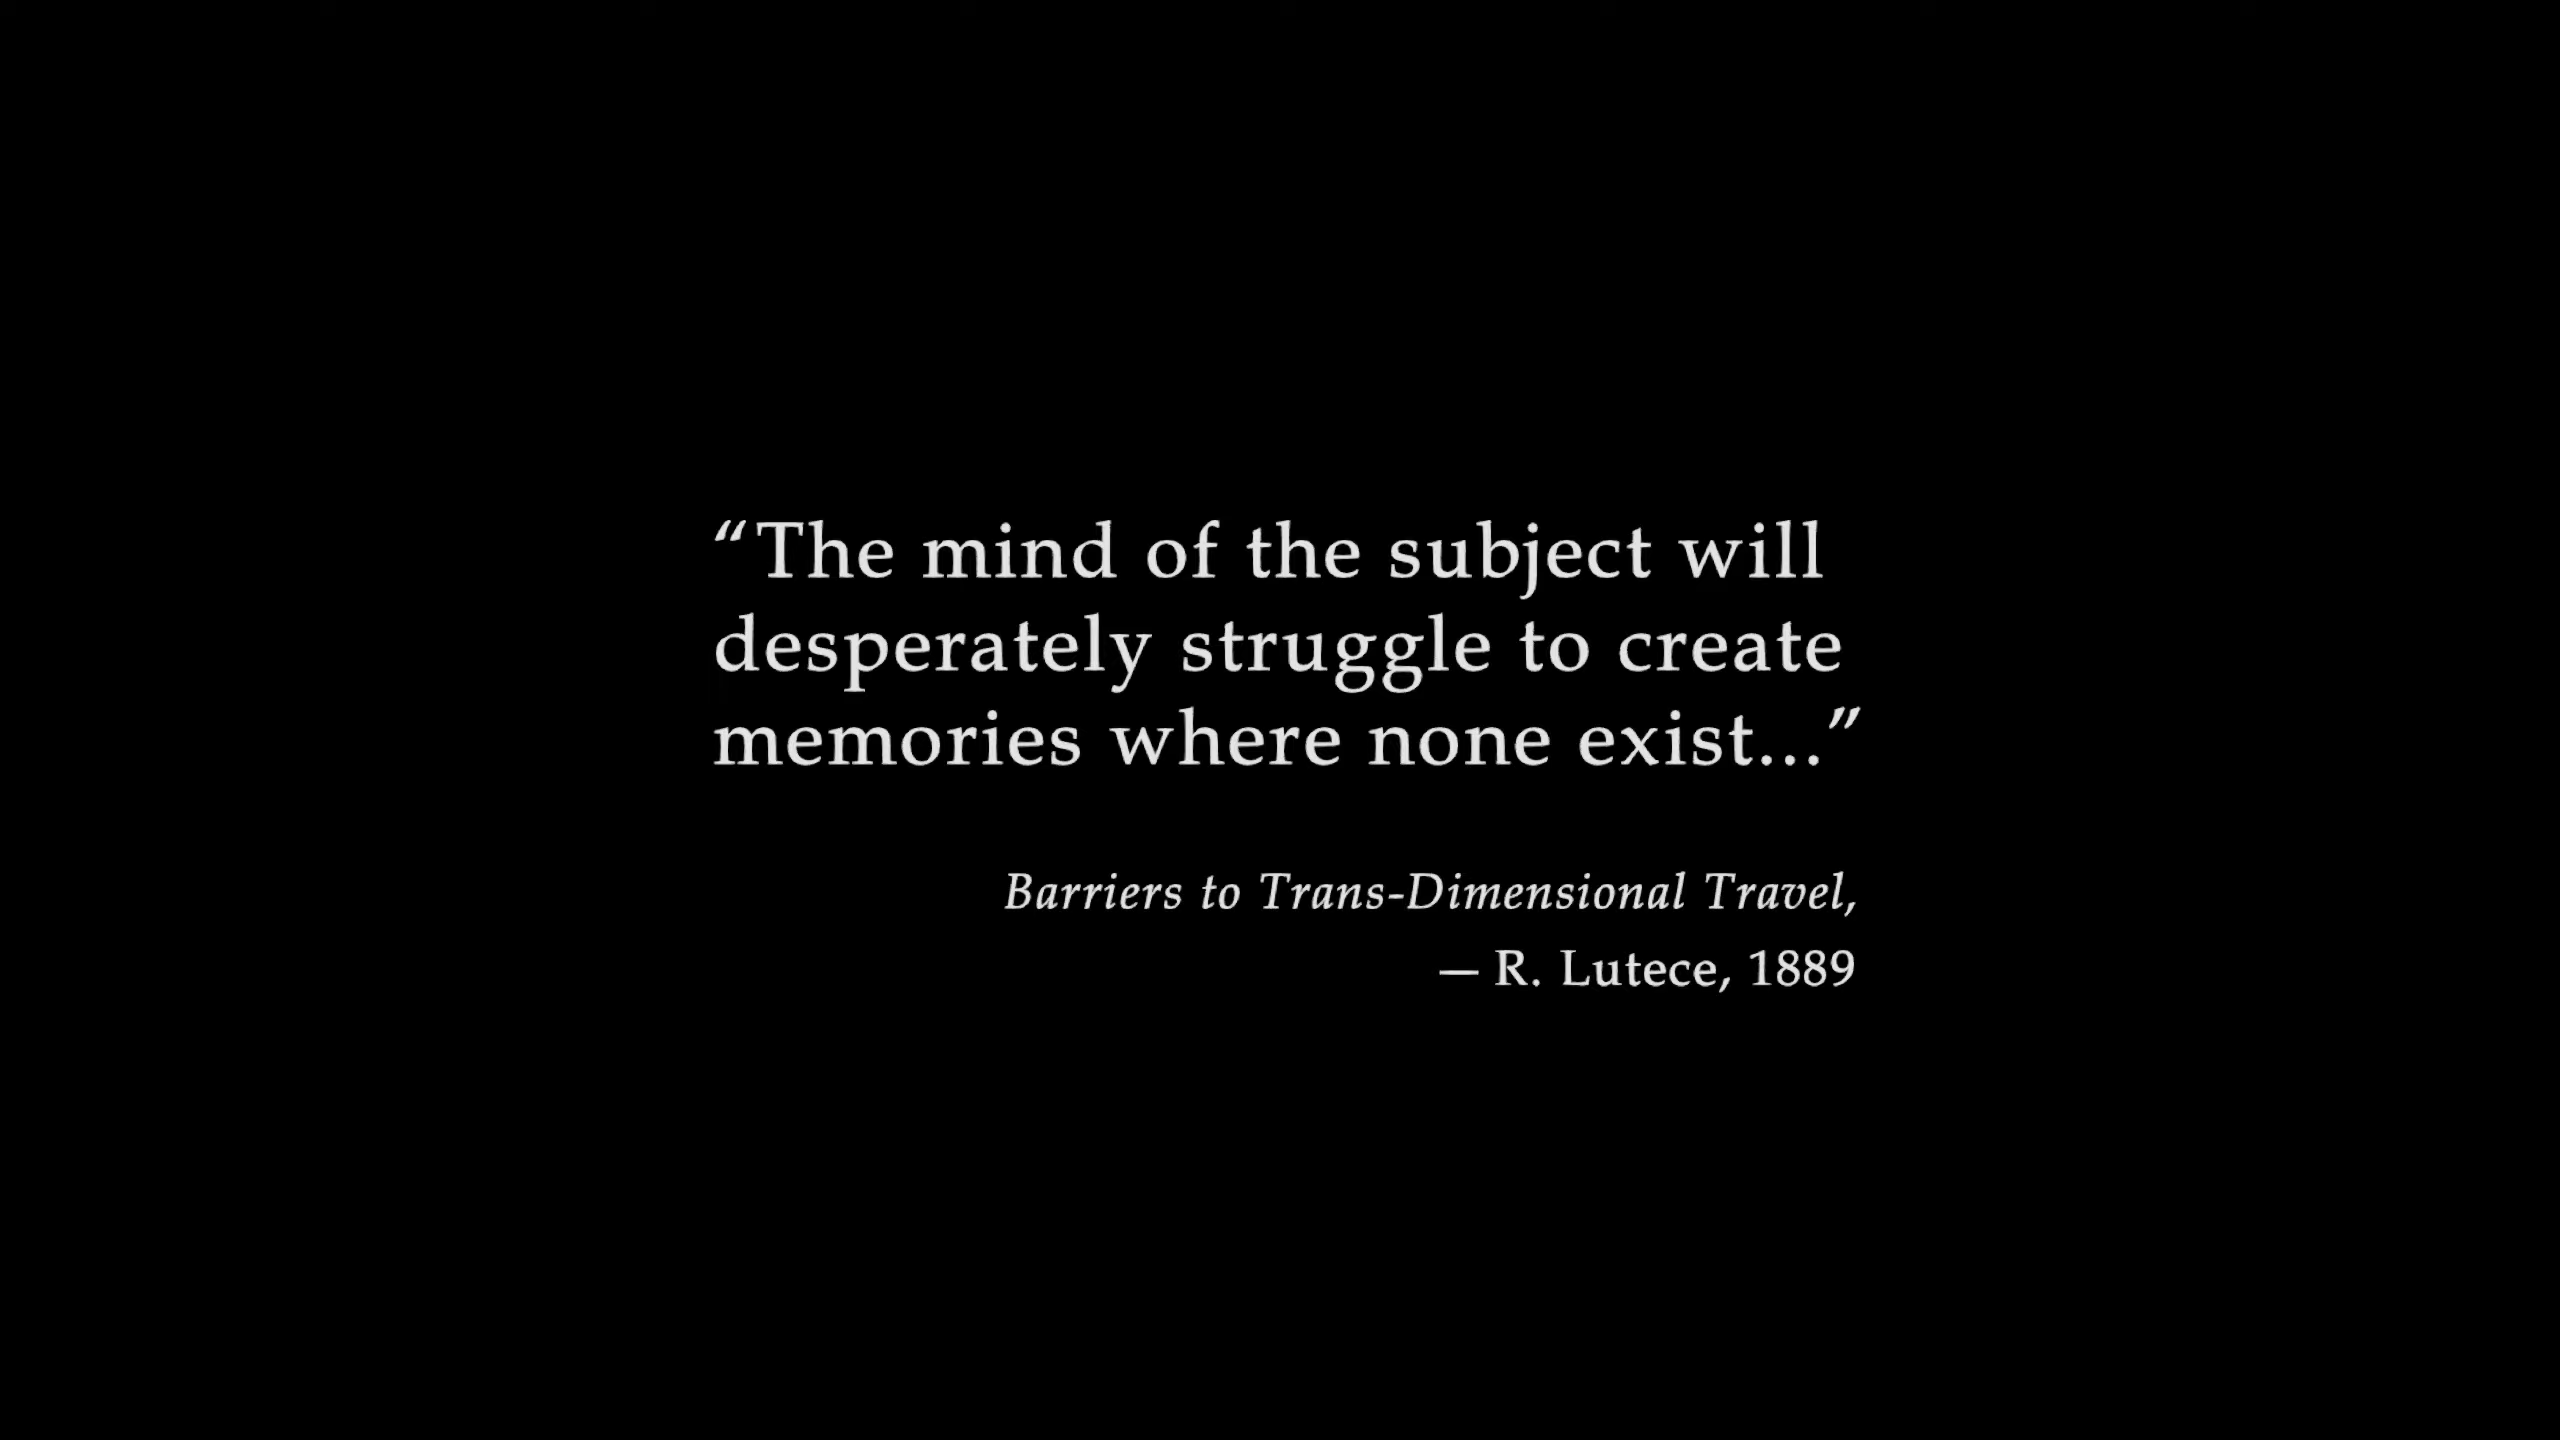 “The mind of the subject will
desperately struggle to create
memories where none exist...”
Barriers to Trans-Dimensional Travel,
— R. Lutece, 1889